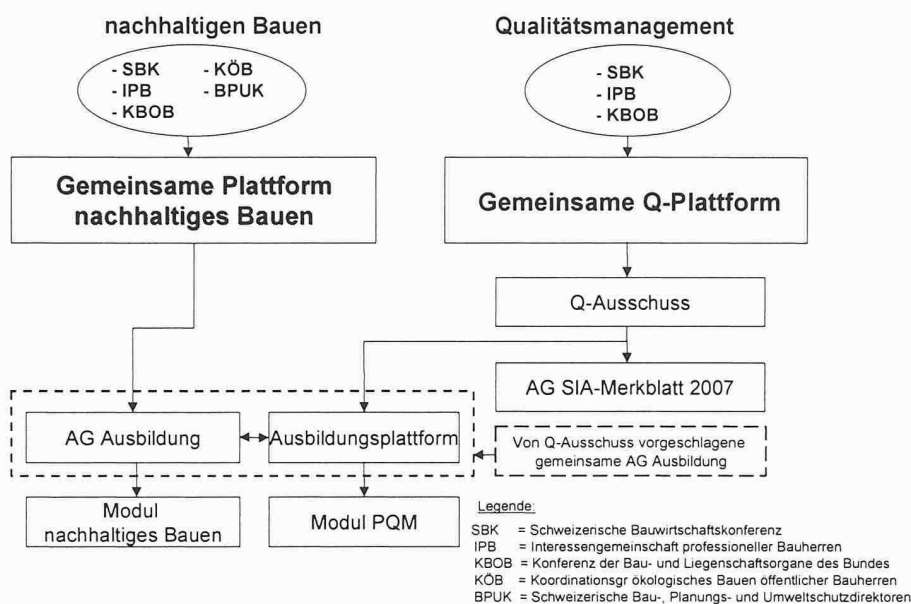 nachhaltigen Bauen
- SBK - KÖB
- IPB - BPUK
- KBOB
Gemeinsame Plattform
nachhaltiges Bauen
Qualitätsmanagement
- SBK
- IPB
- KBOB
Gemeinsame Q-Plattform
Q-Ausschuss
AG SIA-Merkblatt 2007
AG Ausbildung
Ausbildungsplattform
Von Q-Ausschuss vorgeschlagene
gemeinsame AG Ausbildung
Modul
nachhaltiges Bauen
Modul PQM
Legende:
SBK = Schweizerische Bauwirtschaftskonferenz
IPB = Interessengemeinschaft professioneller Bauherren
KBOB = Konferenz der Bau- und Liegenschaftsorgane des Bundes
KÖB = Koordinationsgr ökologisches Bauen öffentlicher Bauherren
BPUK = Schweizerische Bau-, Planungs- und Umweltschutzdirektoren